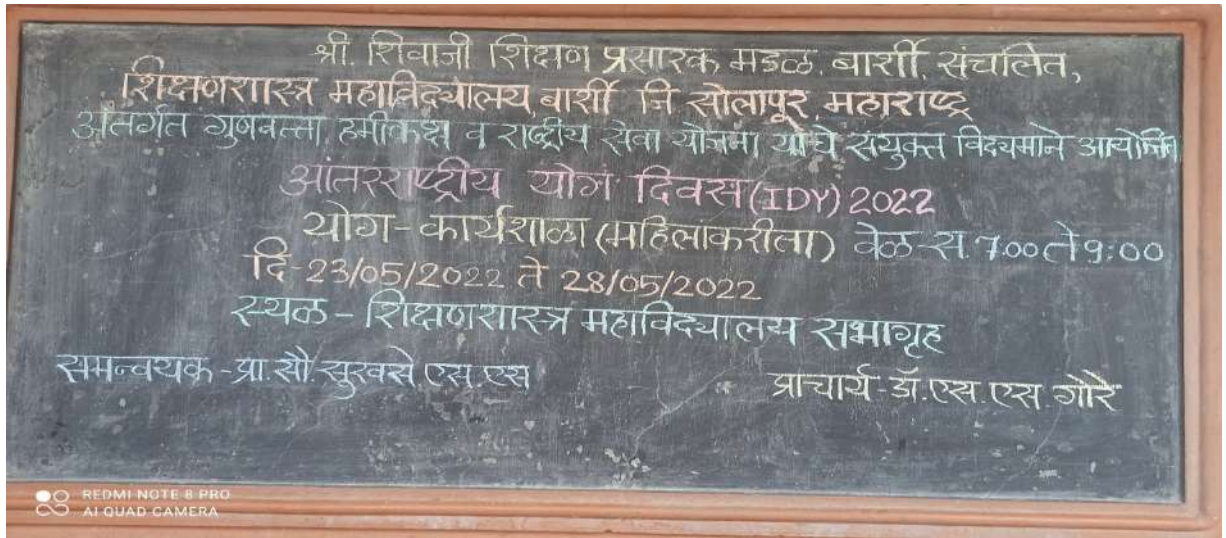 श्री. शिवाजी शिक्षण प्रसारक मंडळ, बार्शी. संचलित,
शिक्षणशास्त्र महाविद्यालय, बार्शी जि सोलापूर, महाराष्ट्र
अंतर्गत गुणवत्ता हमीकक्ष व राष्ट्रीय सेवा योजना यांचे संयुक्त विद्यमाने आयोजित
आंतरराष्ट्रीय योग दिवस (IDY) 2022
योग- कार्यशाळा (महिलांकरीता) वेळ-स. 7.00 ते 9:00
दि-23/05/2022 ते 28/05/2022
स्थळ - शिक्षणशास्त्र महाविद्यालय सभागृह
समन्वयक -प्रा.सौ. सुरवसे एस.एस
प्राचार्य-डॉ.एस.एस. गोरे
REDMI NOTE 8 PRO
AI QUAD CAMERA